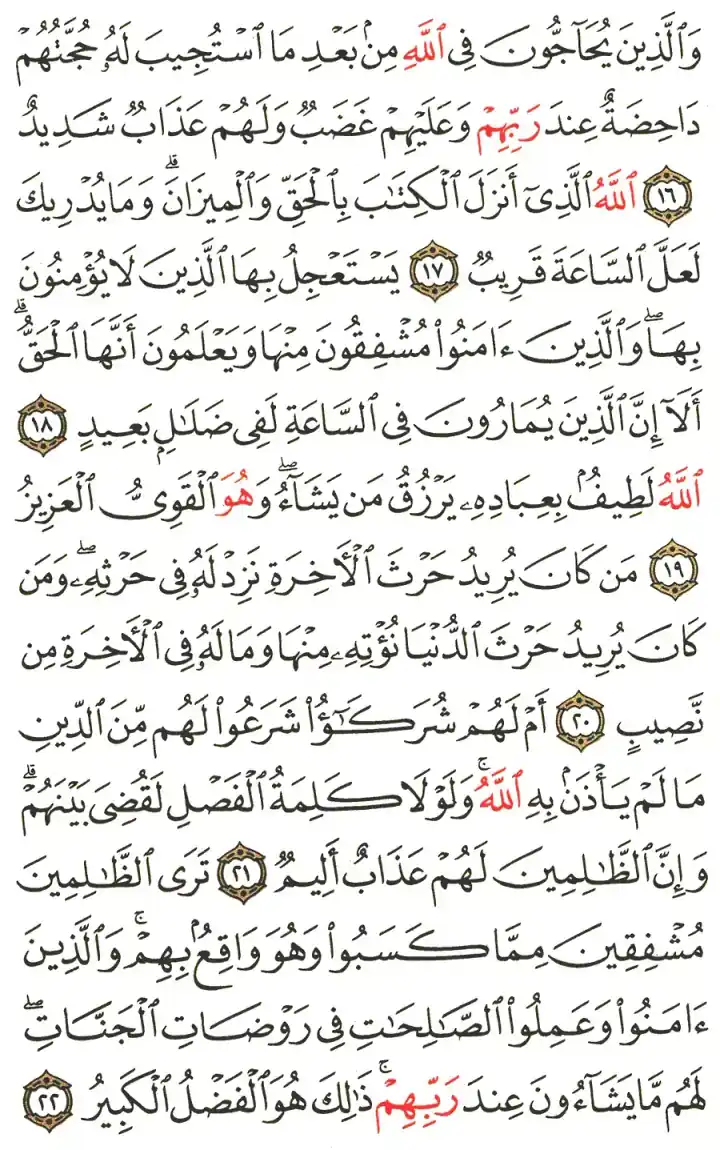 وَٱلَّذِينَ يُحَآجُّونَ فِى ٱللَّهِ مِنۢ بَعْدِ مَا ٱسْتُجِيبَ لَهُۥ حُجَّتُهُمْ
دَاحِضَةٌ عِندَ رَبِّهِمْ وَعَلَيْهِمْ غَضَبٌ وَلَهُمْ عَذَابٌ شَدِيدٌ
١٦ ٱللَّهُ ٱلَّذِىٓ أَنزَلَ ٱلْكِتَٰبَ بِٱلْحَقِّ وَٱلْمِيزَانَ ۗ وَمَا يُدْرِيكَ
لَعَلَّ ٱلسَّاعَةَ قَرِيبٌ ١٧ يَسْتَعْجِلُ بِهَا ٱلَّذِينَ لَا يُؤْمِنُونَ
بِهَا ۖ وَٱلَّذِينَ ءَامَنُوا۟ مُشْفِقُونَ مِنْهَا وَيَعْلَمُونَ أَنَّهَا ٱلْحَقُّ ۗ
أَلَآ إِنَّ ٱلَّذِينَ يُمَارُونَ فِى ٱلسَّاعَةِ لَفِى ضَلَٰلٍۭ بَعِيدٍ ١٨
ٱللَّهُ لَطِيفٌۢ بِعِبَادِهِۦ يَرْزُقُ مَن يَشَآءُ ۖ وَهُوَ ٱلْقَوِىُّ ٱلْعَزِيزُ
١٩ مَن كَانَ يُرِيدُ حَرْثَ ٱلْءَاخِرَةِ نَزِدْ لَهُۥ فِى حَرْثِهِۦ ۖ وَمَن
كَانَ يُرِيدُ حَرْثَ ٱلدُّنْيَا نُؤْتِهِۦ مِنْهَا وَمَا لَهُۥ فِى ٱلْءَاخِرَةِ مِن
نَّصِيبٍ ٢٠ أَمْ لَهُمْ شُرَكَٰٓؤُا۟ شَرَعُوا۟ لَهُم مِّنَ ٱلدِّينِ
مَا لَمْ يَأْذَنۢ بِهِ ٱللَّهُ ۚ وَلَوْلَا كَلِمَةُ ٱلْفَصْلِ لَقُضِىَ بَيْنَهُمْ ۗ
وَإِنَّ ٱلظَّٰلِمِينَ لَهُمْ عَذَابٌ أَلِيمٌ ٢١ تَرَى ٱلظَّٰلِمِينَ
مُشْفِقِينَ مِمَّا كَسَبُوا۟ وَهُوَ وَاقِعٌۢ بِهِمْ ۗ وَٱلَّذِينَ
ءَامَنُوا۟ وَعَمِلُوا۟ ٱلصَّٰلِحَٰتِ فِى رَوْضَاتِ ٱلْجَنَّاتِ ۖ
لَهُم مَّا يَشَآءُونَ عِندَ رَبِّهِمْ ۚ ذَٰلِكَ هُوَ ٱلْفَضْلُ ٱلْكَبِيرُ ٢٢